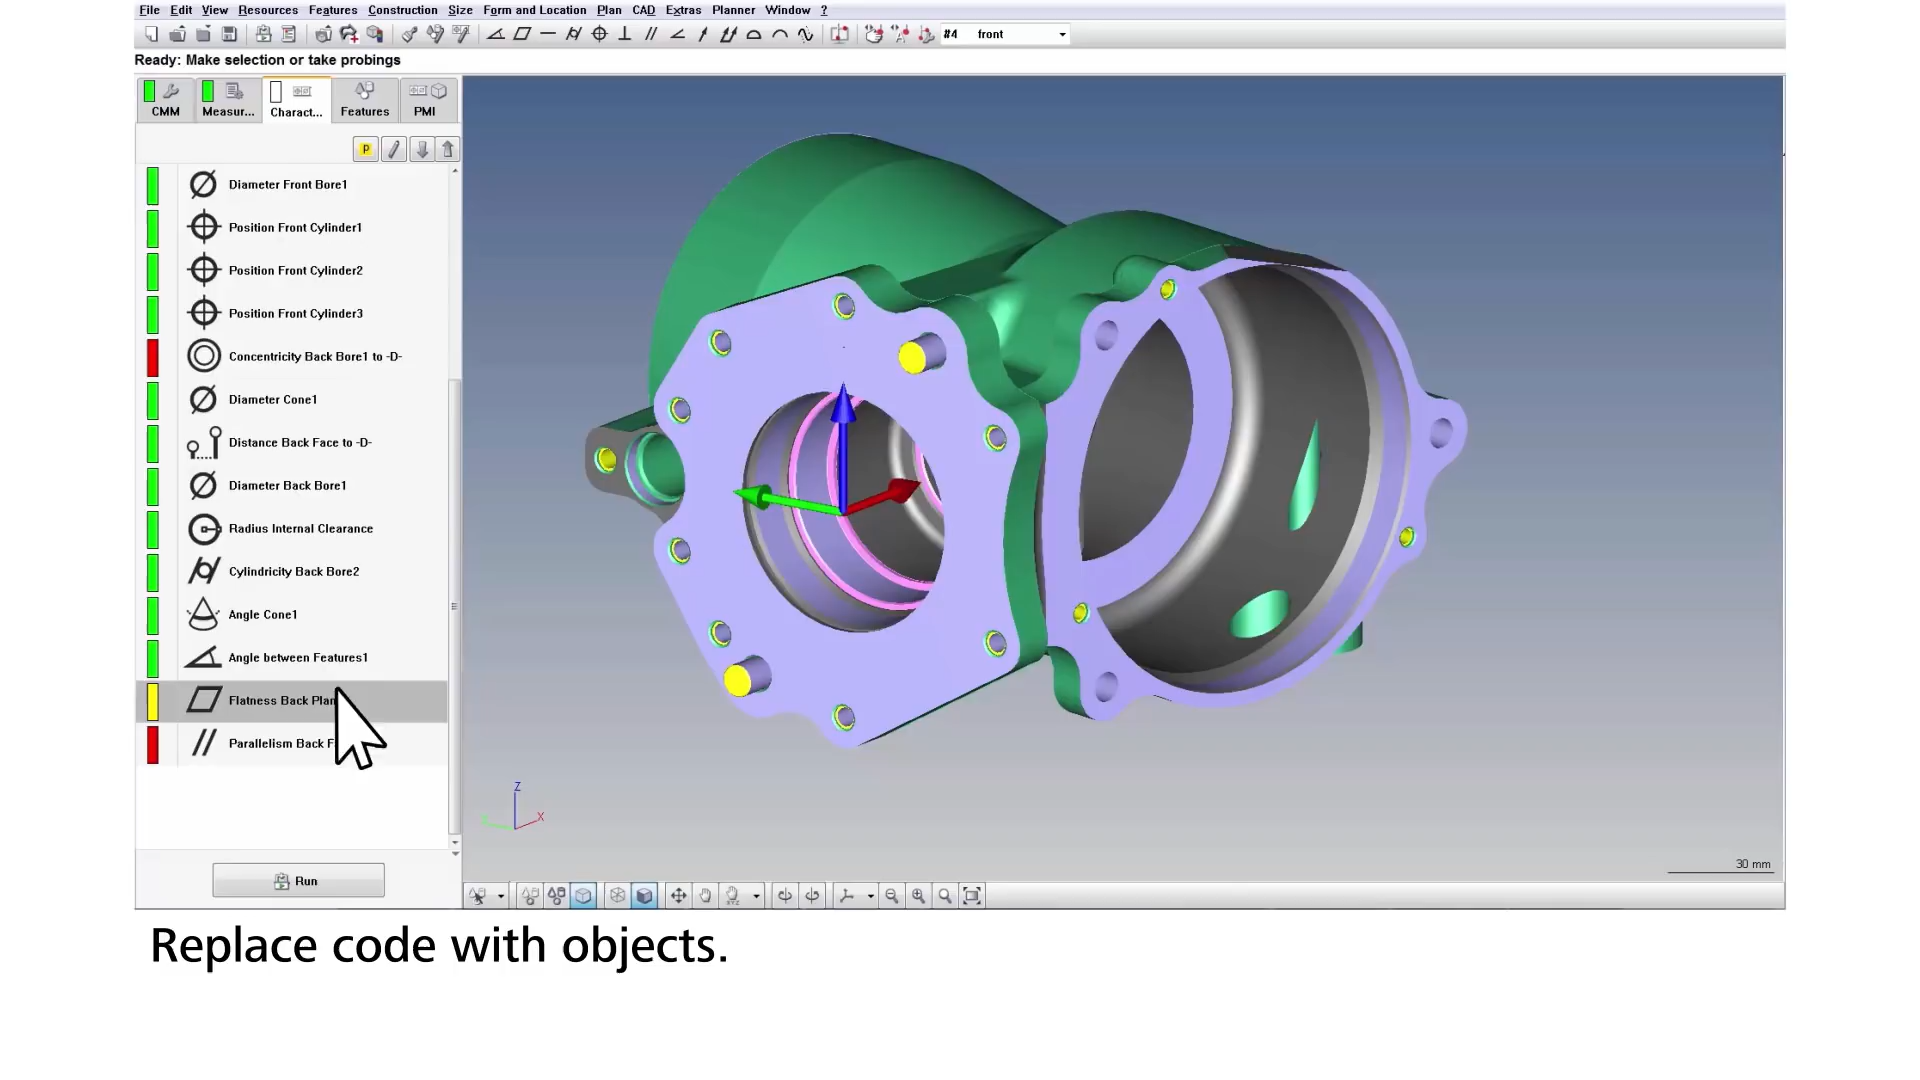 File Edit View Resources Features Construction Size Form and Location Plan CAD Extras Planner Window ?
#4 front
Ready: Make selection or take probings
CMM Measur... Charact... Features PMI
P
Diameter Front Bore1
Position Front Cylinder1
Position Front Cylinder2
Position Front Cylinder3
Concentricity Back Bore1 to -D-
Diameter Cone1
Distance Back Face to -D-
Diameter Back Bore1
Radius Internal Clearance
Cylindricity Back Bore2
Angle Cone1
Angle between Features1
Flatness Back Plan
Parallelism Back F
Z
X
30 mm
Run
Replace code with objects.